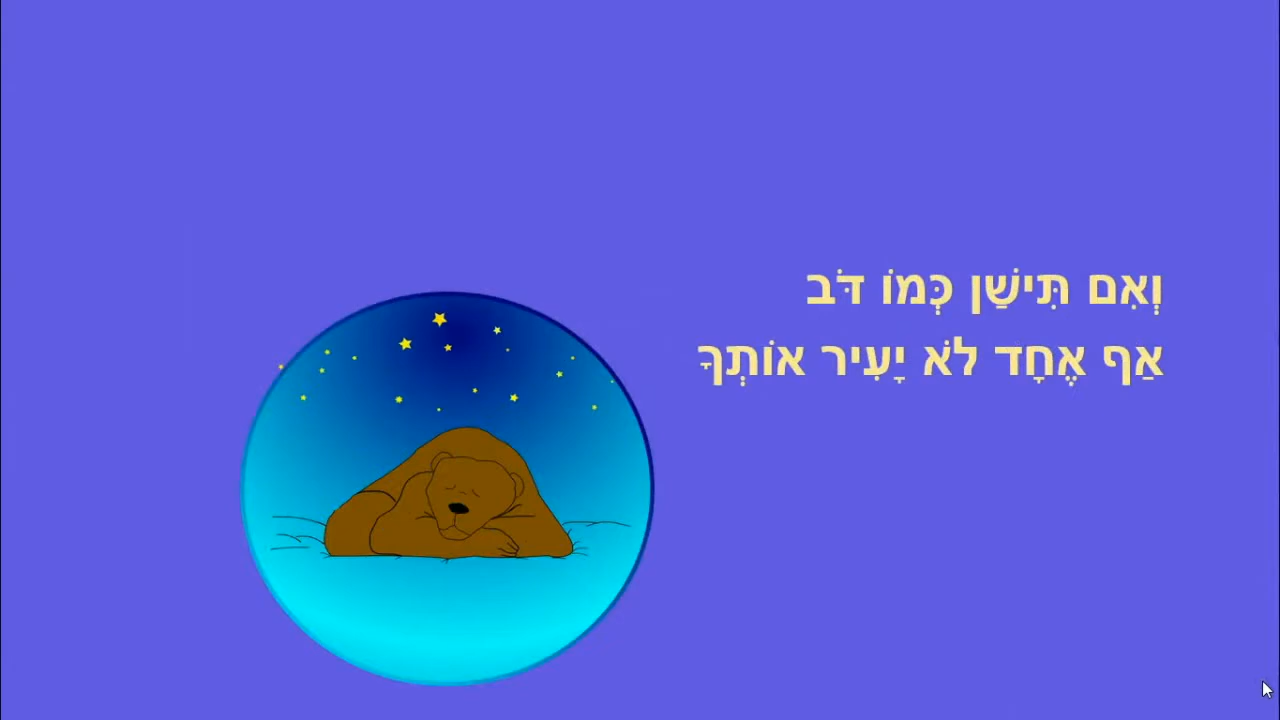 וְאִם תִּישַׁן כְּמוֹ דֹּב
אַף אֶחָד לֹא יָעִיר אוֹתְךָ